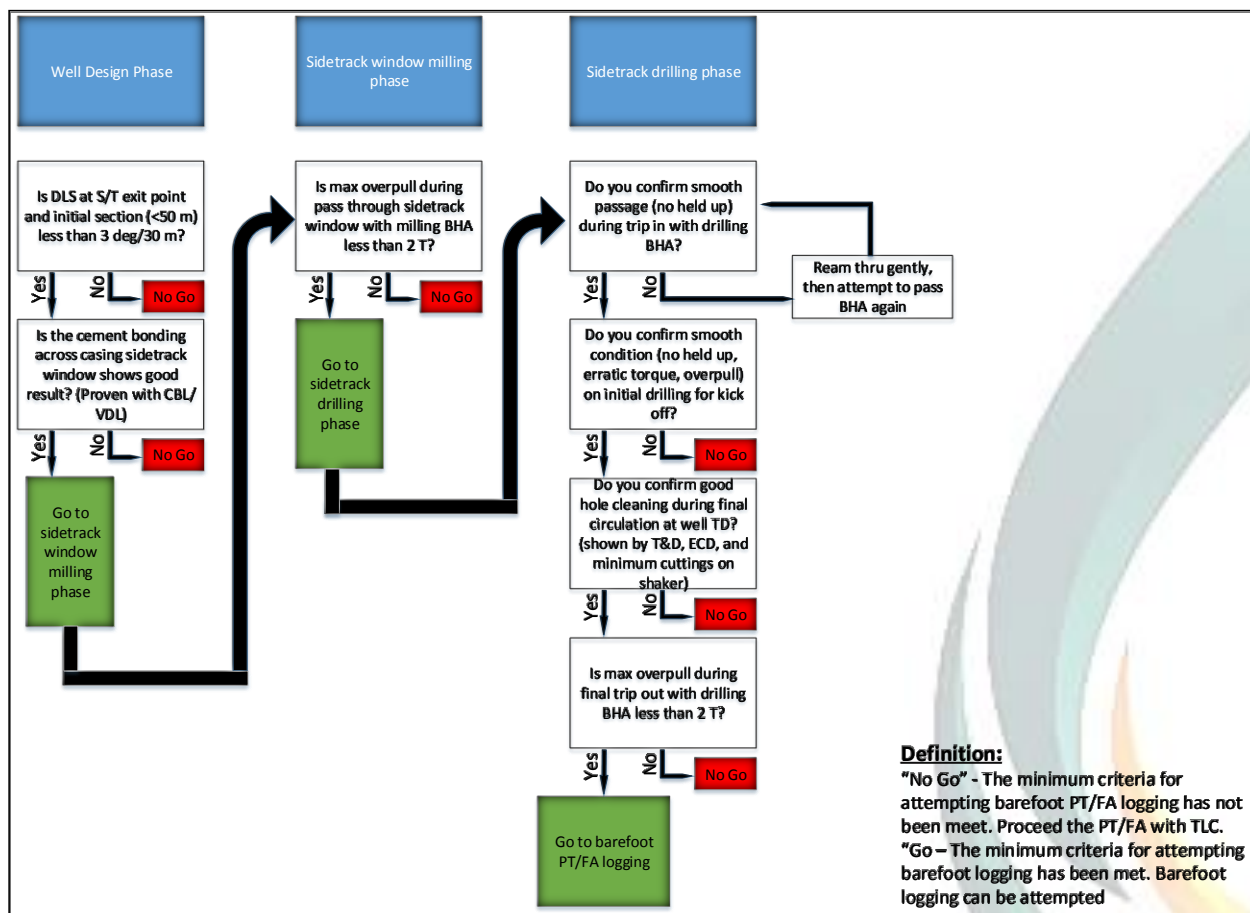 Well Design Phase
Is DLS at S/T exit point
and initial section (<50 m)
less than 3 deg/30 m?
Yes
No
No Go
Is the cement bonding
across casing sidetrack
window shows good
result? (Proven with CBL/
VDL)
Yes
No
No Go
Go to
sidetrack
window
milling
phase
Sidetrack window milling
phase
Is max overpull during
pass through sidetrack
window with milling BHA
less than 2 T?
Yes
No
No Go
Go to
sidetrack
drilling
phase
Sidetrack drilling phase
Do you confirm smooth
passage (no held up)
during trip in with drilling
BHA?
Yes
No
Ream thru gently,
then attempt to pass
BHA again
Do you confirm smooth
condition (no held up,
erratic torque, overpull)
on initial drilling for kick
off?
Yes
No
No Go
Do you confirm good
hole cleaning during final
circulation at well TD?
(shown by T&D, ECD, and
minimum cuttings on
shaker)
Yes
No
No Go
Is max overpull during
final trip out with drilling
BHA less than 2 T?
Yes
No
No Go
Go to barefoot
PT/FA logging
Definition:
"No Go" - The minimum criteria for
attempting barefoot PT/FA logging has not
been meet. Proceed the PT/FA with TLC.
"Go – The minimum criteria for attempting
barefoot logging has been met. Barefoot
logging can be attempted